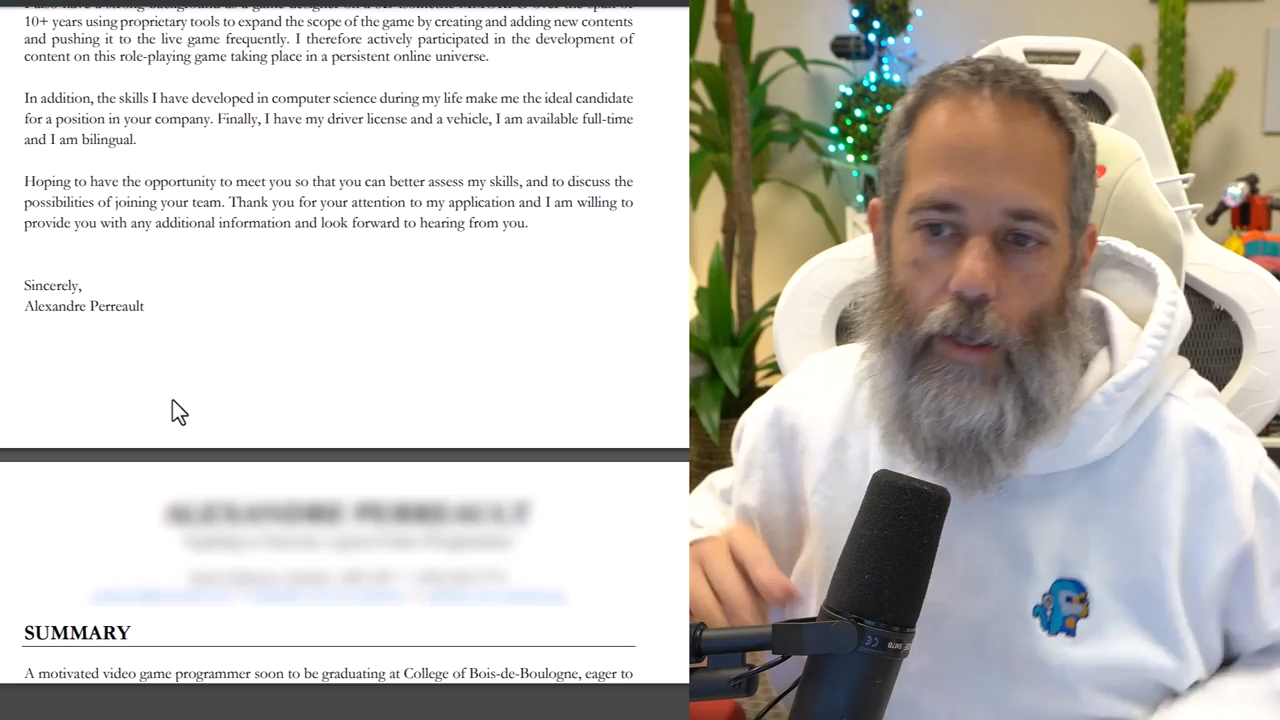 10+ years using proprietary tools to expand the scope of the game by creating and adding new contents
and pushing it to the live game frequently. I therefore actively participated in the development of
content on this role-playing game taking place in a persistent online universe.
In addition, the skills I have developed in computer science during my life make me the ideal candidate
for a position in your company. Finally, I have my driver license and a vehicle, I am available full-time
and I am bilingual.
Hoping to have the opportunity to meet you so that you can better assess my skills, and to discuss the
possibilities of joining your team. Thank you for your attention to my application and I am willing to
provide you with any additional information and look forward to hearing from you.
Sincerely,
Alexandre Perreault
ALEXANDRE PERREAULT
SUMMARY
A motivated video game programmer soon to be graduating at College of Bois-de-Boulogne, eager to
SM7B